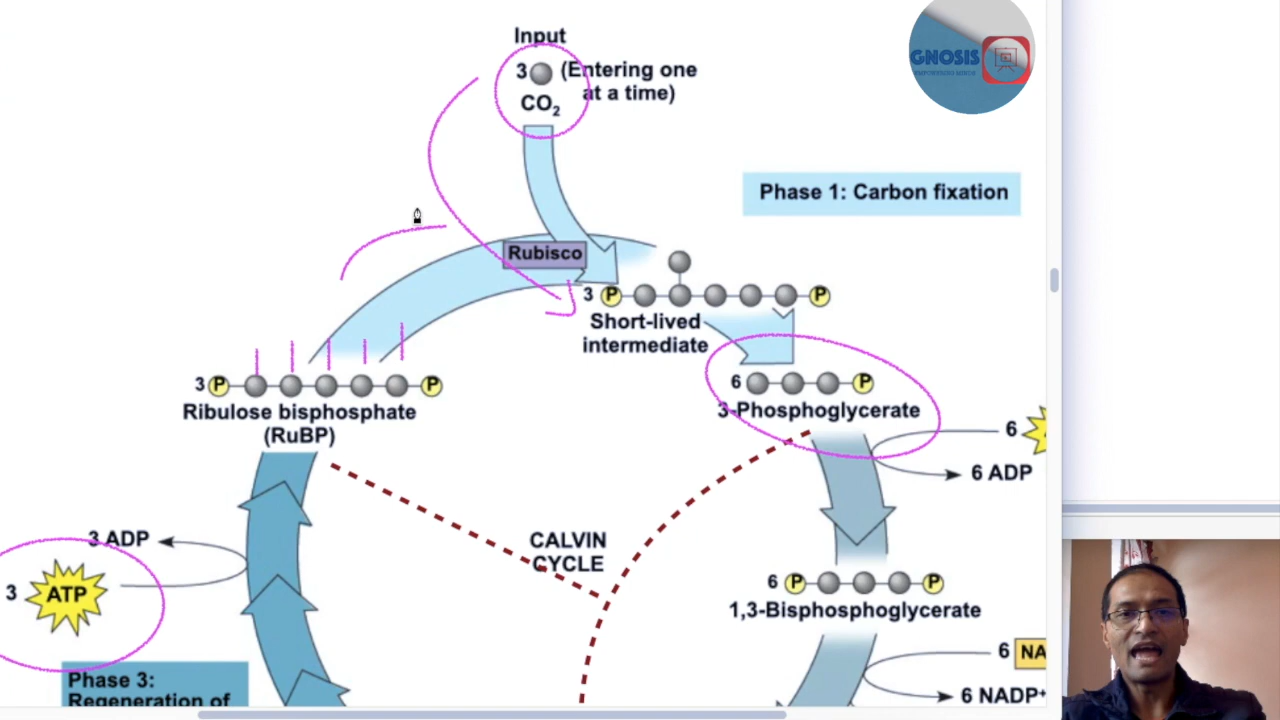 Input
3 (Entering one
at a time)
CO₂
GNOSIS
Phase 1: Carbon fixation
Rubisco
3 P P
Short-lived
intermediate
3 P P
Ribulose bisphosphate
(RuBP)
6 P
3-Phosphoglycerate
6
6 ADP
3 ADP
CALVIN
CYCLE
3 ATP
6 P P
1,3-Bisphosphoglycerate
6 NA
6 NADP⁺
Phase 3:
Regeneration of